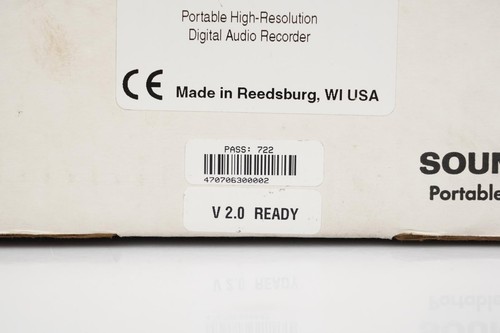 Portable High-Resolution
Digital Audio Recorder
CE Made in Reedsburg, WI USA
PASS: 722
470706300002
V 2.0 READY
SOUN
Portable